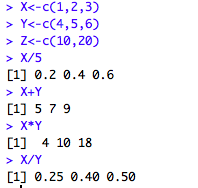 > X<-c(1,2,3)
> Y<-c(4,5,6)
> Z<-c(10,20)
> X/5
[1] 0.2 0.4 0.6
> X+Y
[1] 5 7 9
> X*Y
[1]  4 10 18
> X/Y
[1] 0.25 0.40 0.50